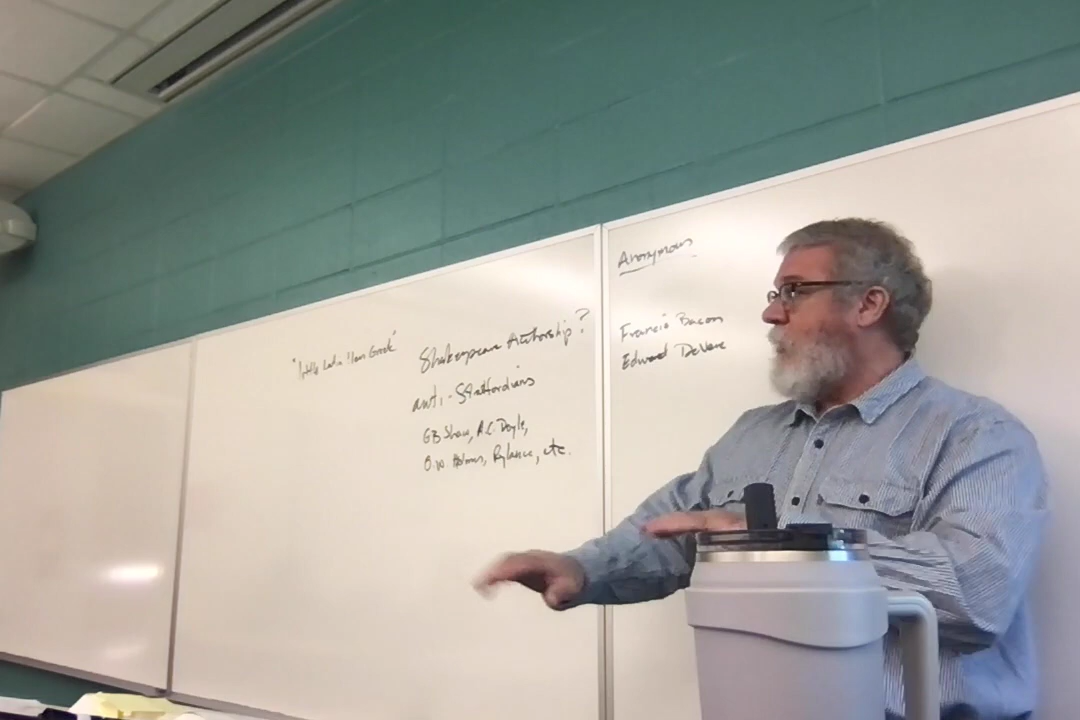 "little Latin + less Greek"
Shakespeare Authorship?
anti-Stratfordians
GB Shaw, A.C. Doyle,
O.W. Holmes, Rylance, etc.
Anonymous
Francis Bacon
Edward DeVere